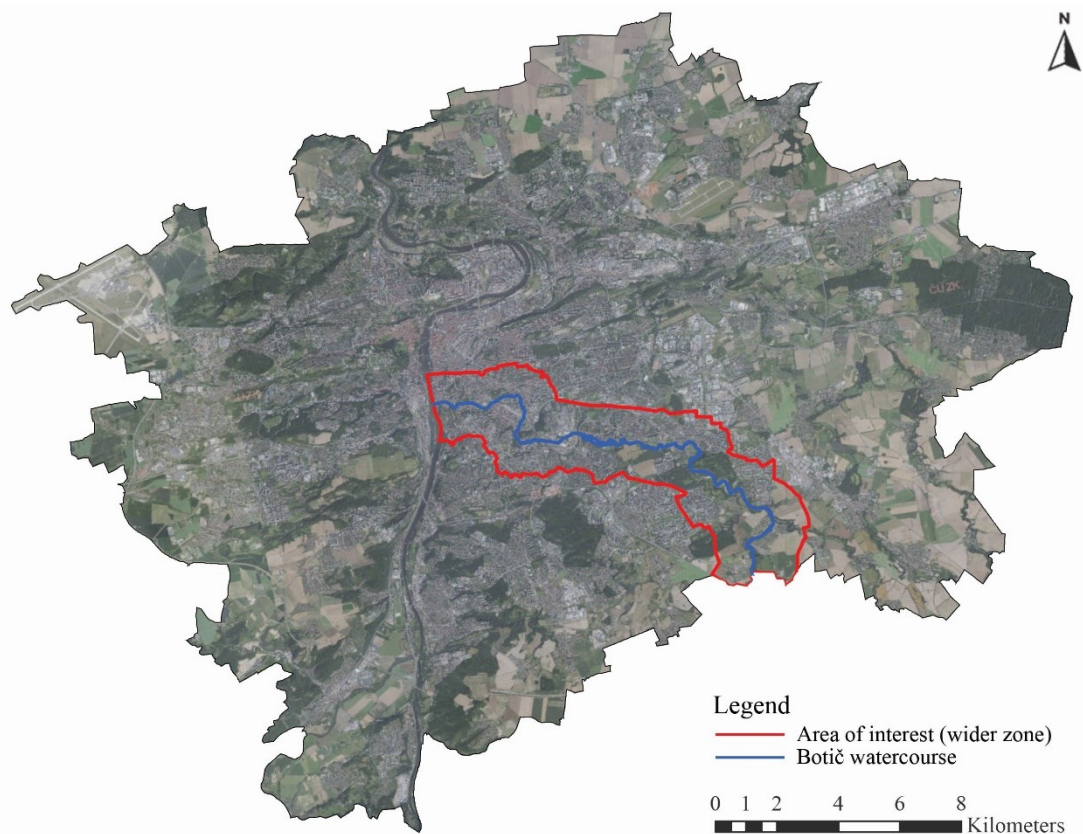 N
ČÚZK
Legend
Area of interest (wider zone)
Botič watercourse
0 1 2 4 6 8
Kilometers